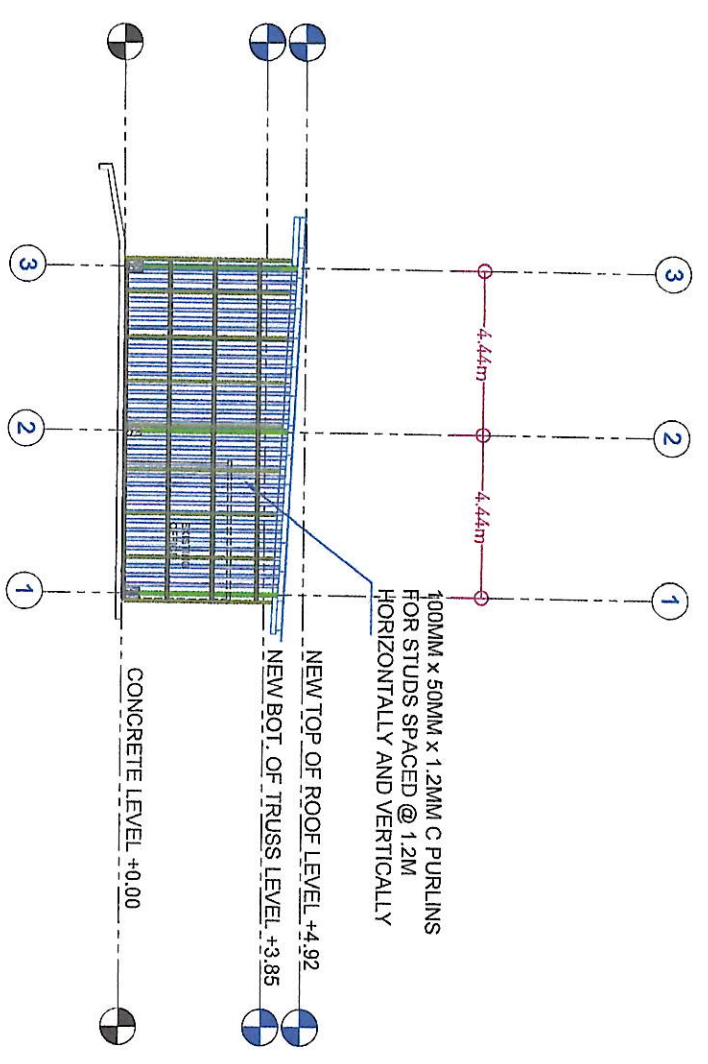 3
2
1
4.44m
4.44m
100MM x 50MM x 1.2MM C PURLINS
FOR STUDS SPACED @ 1.2M
HORIZONTALLY AND VERTICALLY
NEW TOP OF ROOF LEVEL +4.92
NEW BOT. OF TRUSS LEVEL +3.85
EXISTING
CONCRETE LEVEL +0.00
3
2
1